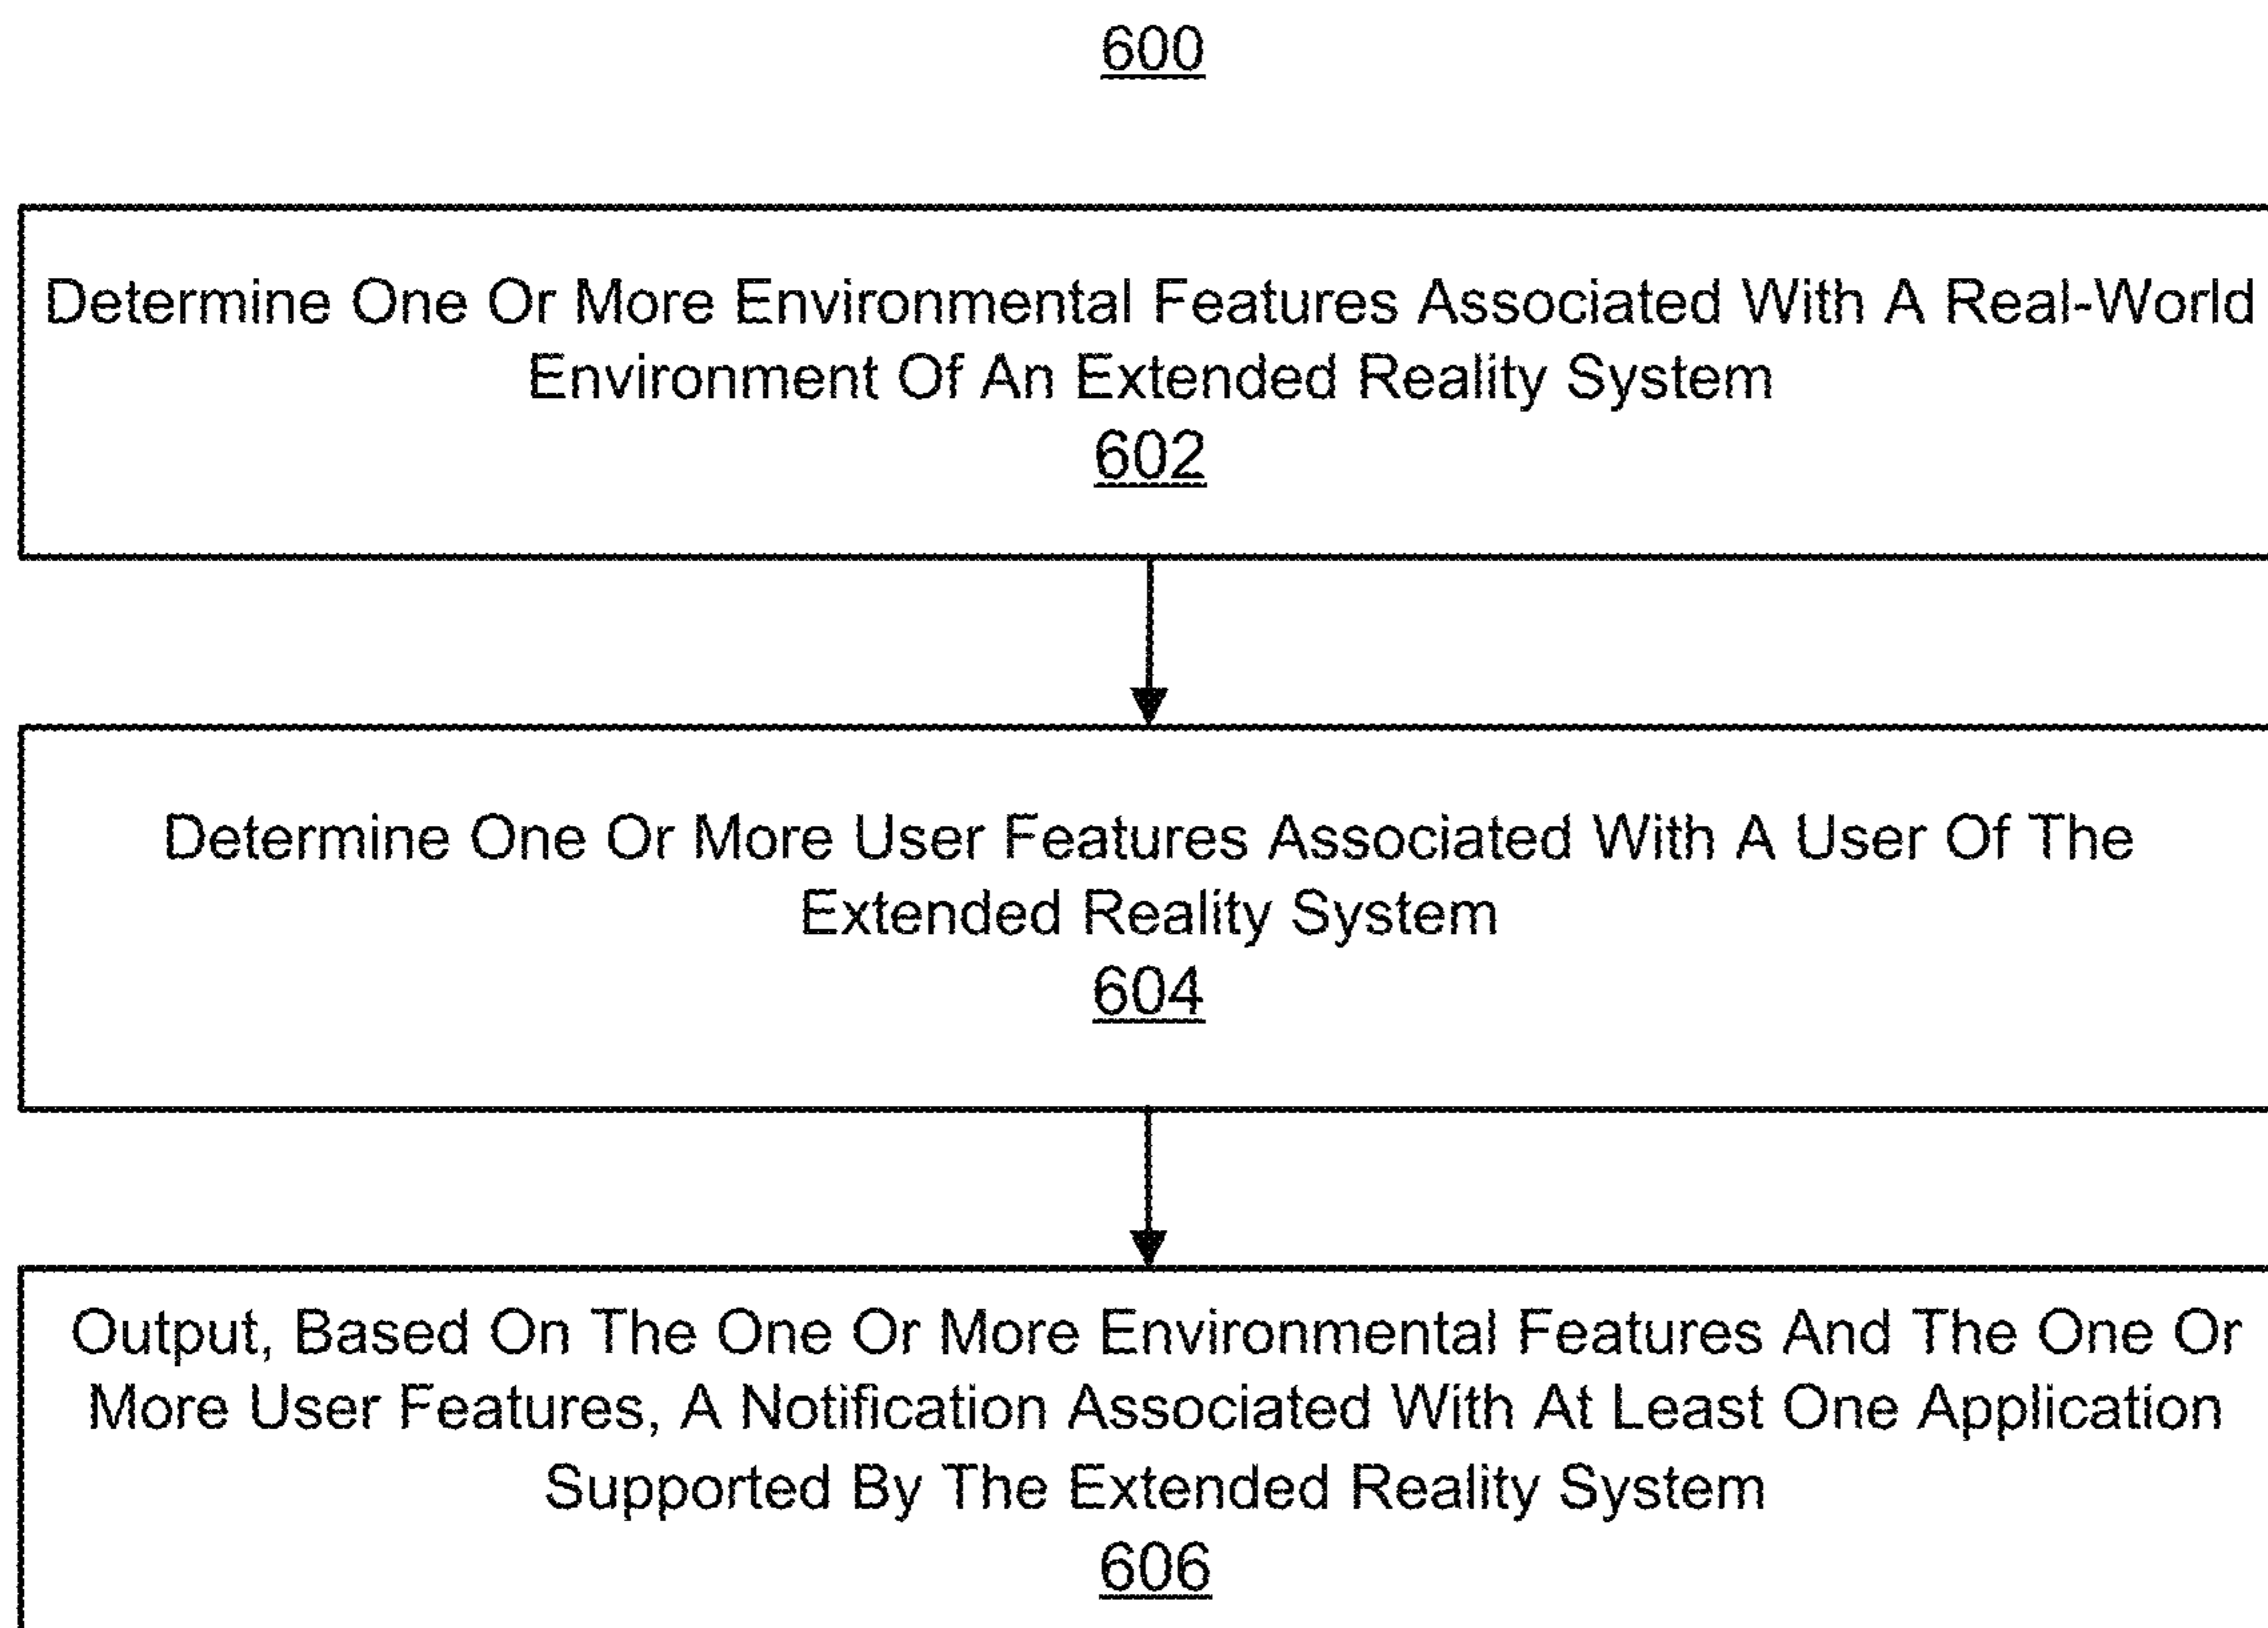 600
Determine One Or More Environmental Features Associated With A Real-World
Environment Of An Extended Reality System
602
Determine One Or More User Features Associated With A User Of The
Extended Reality System
604
Output, Based On The One Or More Environmental Features And The One Or
More User Features, A Notification Associated With At Least One Application
Supported By The Extended Reality System
606